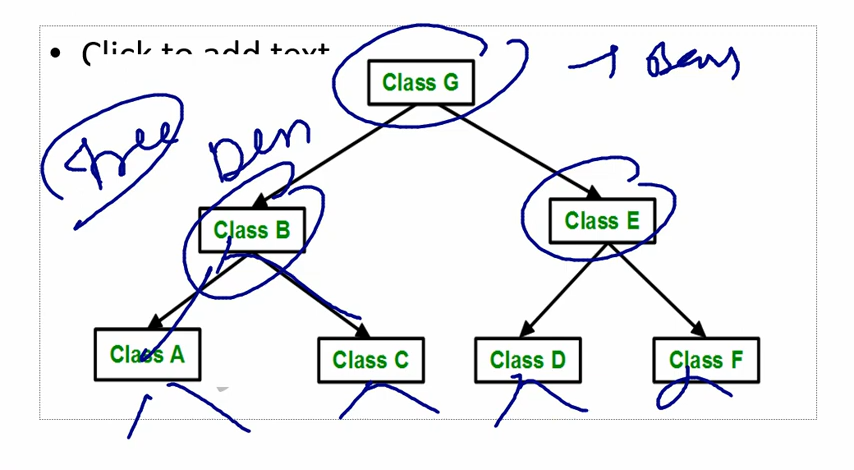 • Click to add text
Class G
Tree
Class B
Class E
Class A
Class C
Class D
Class F